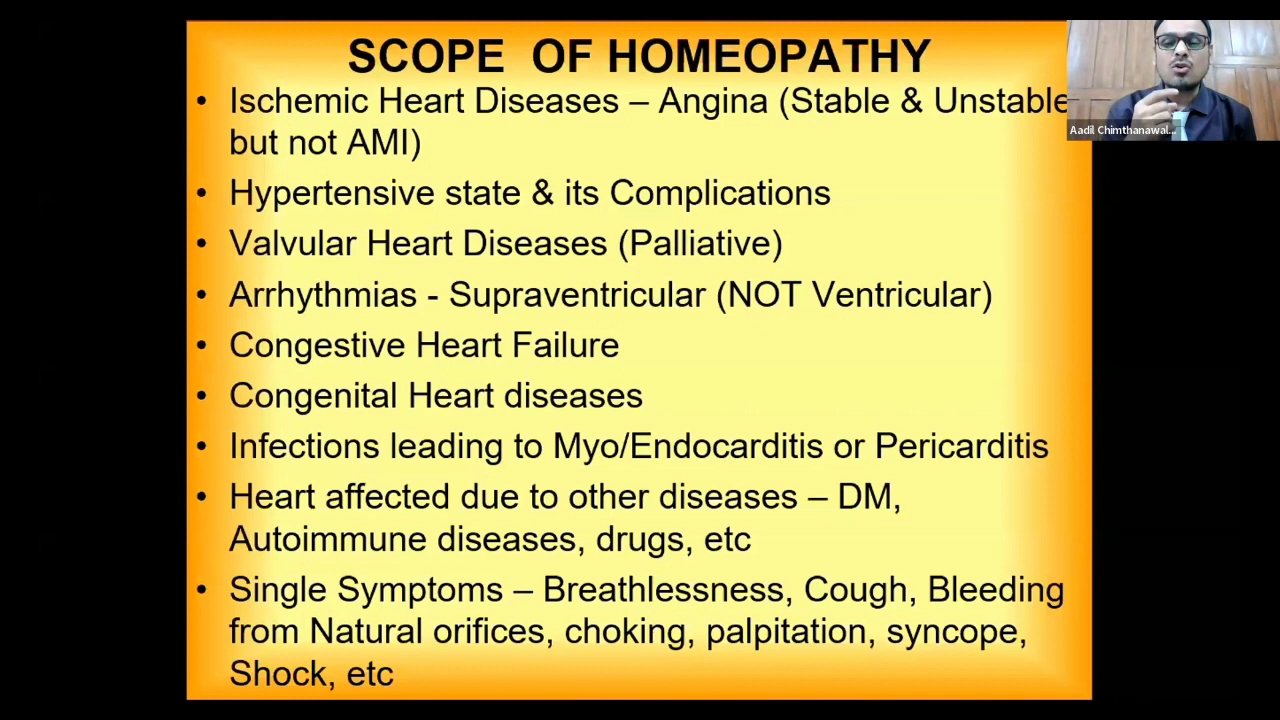 SCOPE OF HOMEOPATHY
• Ischemic Heart Diseases – Angina (Stable & Unstable
but not AMI)
• Hypertensive state & its Complications
• Valvular Heart Diseases (Palliative)
• Arrhythmias - Supraventricular (NOT Ventricular)
• Congestive Heart Failure
• Congenital Heart diseases
• Infections leading to Myo/Endocarditis or Pericarditis
• Heart affected due to other diseases – DM,
Autoimmune diseases, drugs, etc
• Single Symptoms – Breathlessness, Cough, Bleeding
from Natural orifices, choking, palpitation, syncope,
Shock, etc
Aadil Chimthanawal...